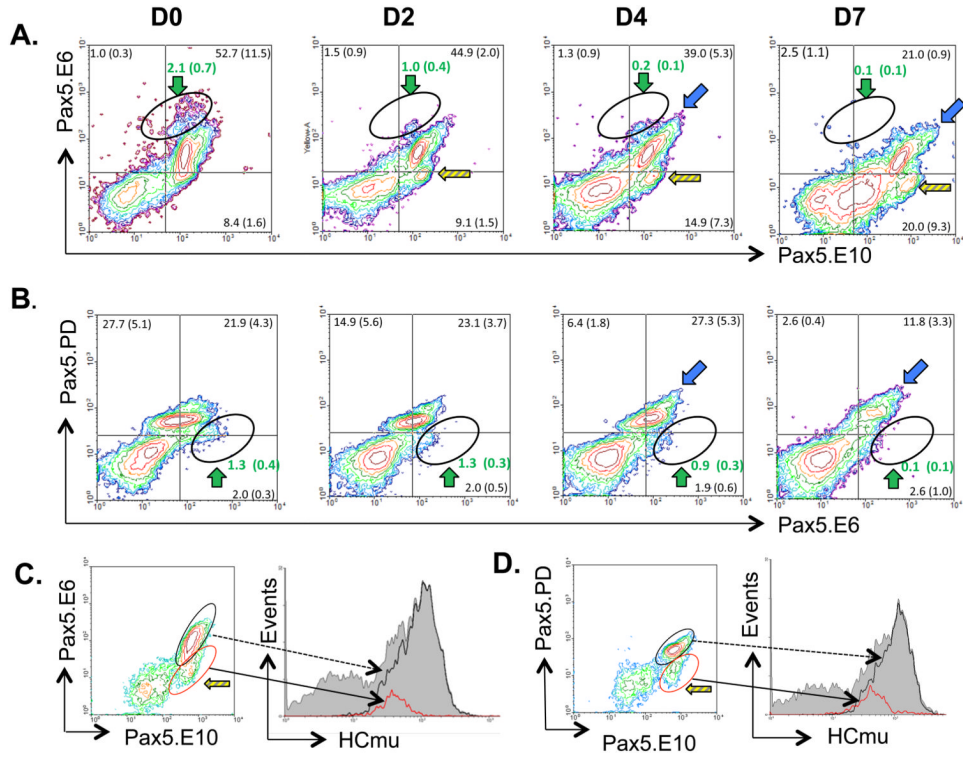 D0 D2 D4 D7
A.
Pax5.E6
1.0 (0.3) 52.7 (11.5)
2.1 (0.7)
8.4 (1.6)
1.5 (0.9) 44.9 (2.0)
1.0 (0.4)
Yellow-A
9.1 (1.5)
1.3 (0.9) 39.0 (5.3)
0.2 (0.1)
14.9 (7.3)
2.5 (1.1) 21.0 (0.9)
0.1 (0.1)
20.0 (9.3)
Pax5.E10
B.
Pax5.PD
27.7 (5.1) 21.9 (4.3)
1.3 (0.4)
2.0 (0.3)
14.9 (5.6) 23.1 (3.7)
1.3 (0.3)
2.0 (0.5)
6.4 (1.8) 27.3 (5.3)
0.9 (0.3)
1.9 (0.6)
2.6 (0.4) 11.8 (3.3)
0.1 (0.1)
2.6 (1.0)
Pax5.E6
C.
Pax5.E6
Pax5.E10
Events
HCmu
D.
Pax5.PD
Pax5.E10
Events
HCmu